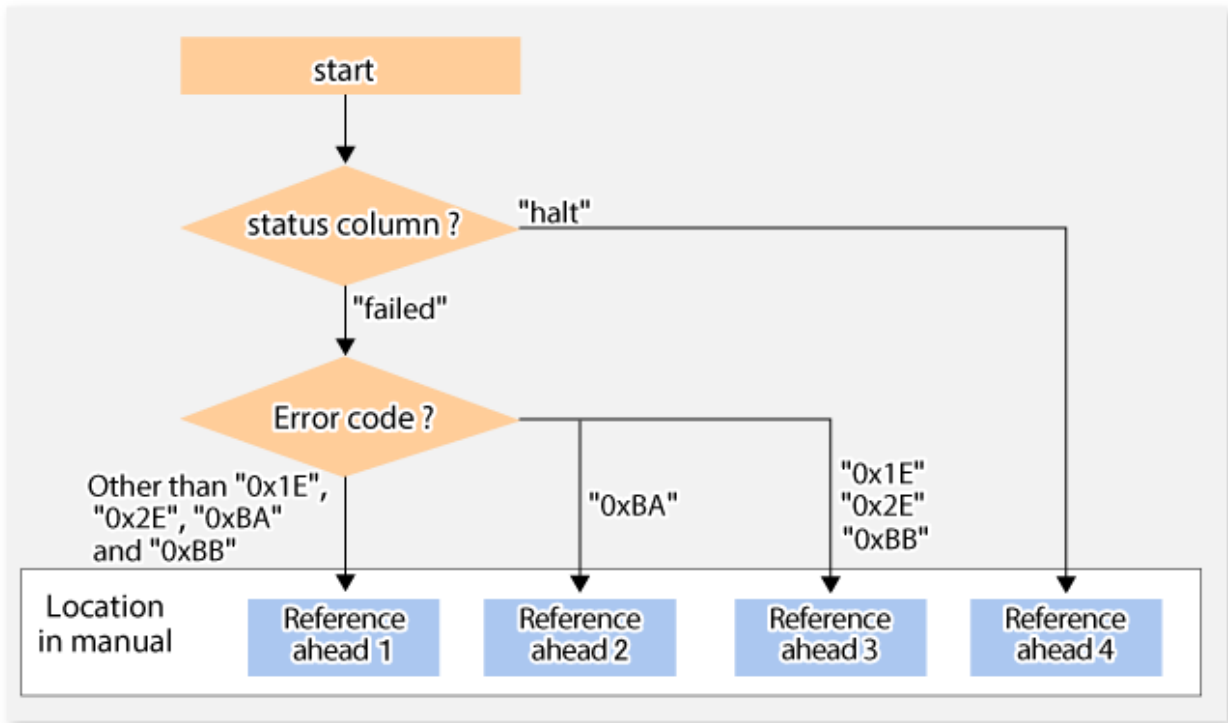 start
status column ?
"halt"
"failed"
Error code ?
Other than "0x1E",
"0x2E", "0xBA"
and "0xBB"
"0xBA"
"0x1E"
"0x2E"
"0xBB"
Location
in manual
Reference
ahead 1
Reference
ahead 2
Reference
ahead 3
Reference
ahead 4